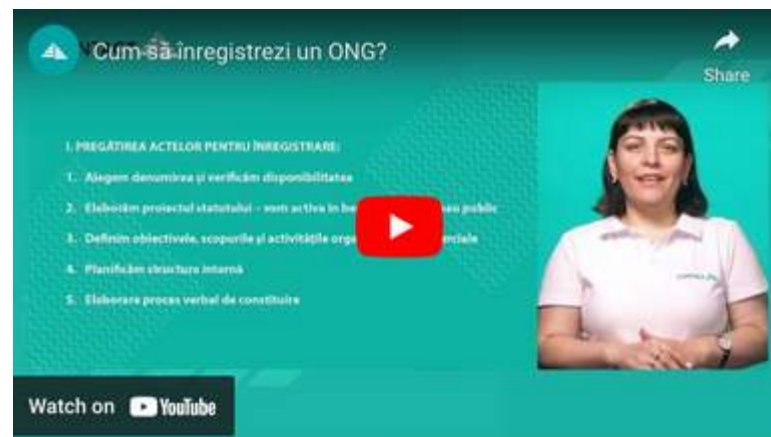 Cum să înregistrezi un ONG?
Share
I. PREGĂTIREA ACTELOR PENTRU ÎNREGISTRARE:
1. Alegem denumirea și verificăm disponibilitatea
2. Elaborăm proiectul statutului – vom activa în public
3. Definim obiectivele, scopurile și activitățile
4. Planificăm structura internă
5. Elaborare proces verbal de constituire
Watch on YouTube